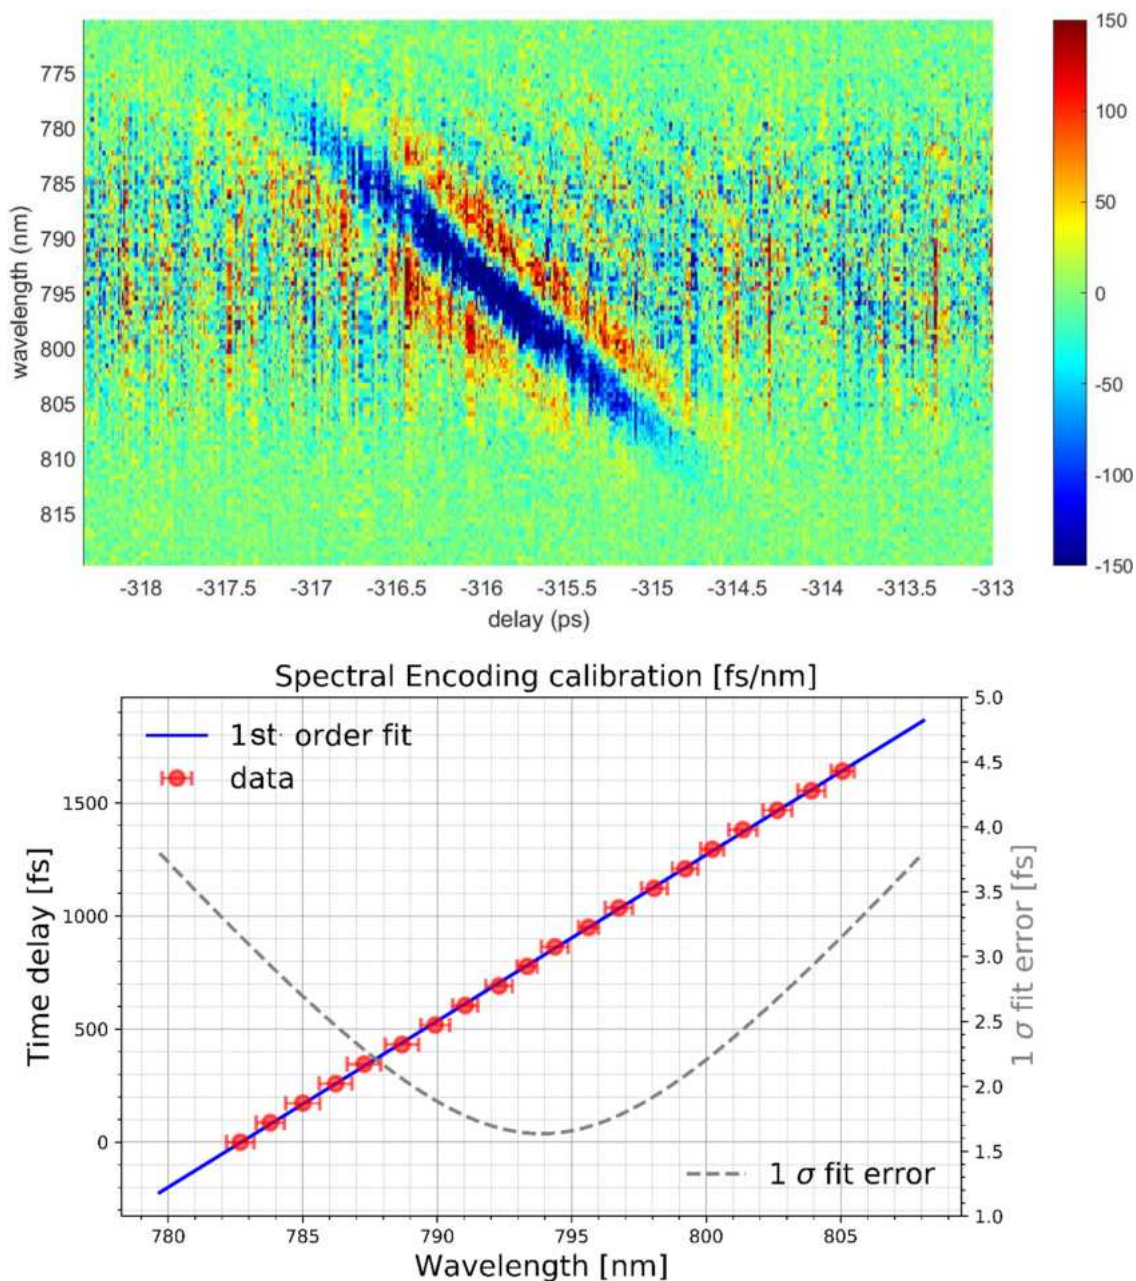 775
780
785
790
795
800
805
810
815
wavelength (nm)
-318 -317.5 -317 -316.5 -316 -315.5 -315 -314.5 -314 -313.5 -313
delay (ps)
150
100
50
0
-50
-100
-150
Spectral Encoding calibration [fs/nm]
1st order fit
data
1500
1000
500
0
Time delay [fs]
5.0
4.5
4.0
3.5
3.0
2.5
2.0
1.5
1.0
1 σ fit error [fs]
1 σ fit error
780 785 790 795 800 805
Wavelength [nm]